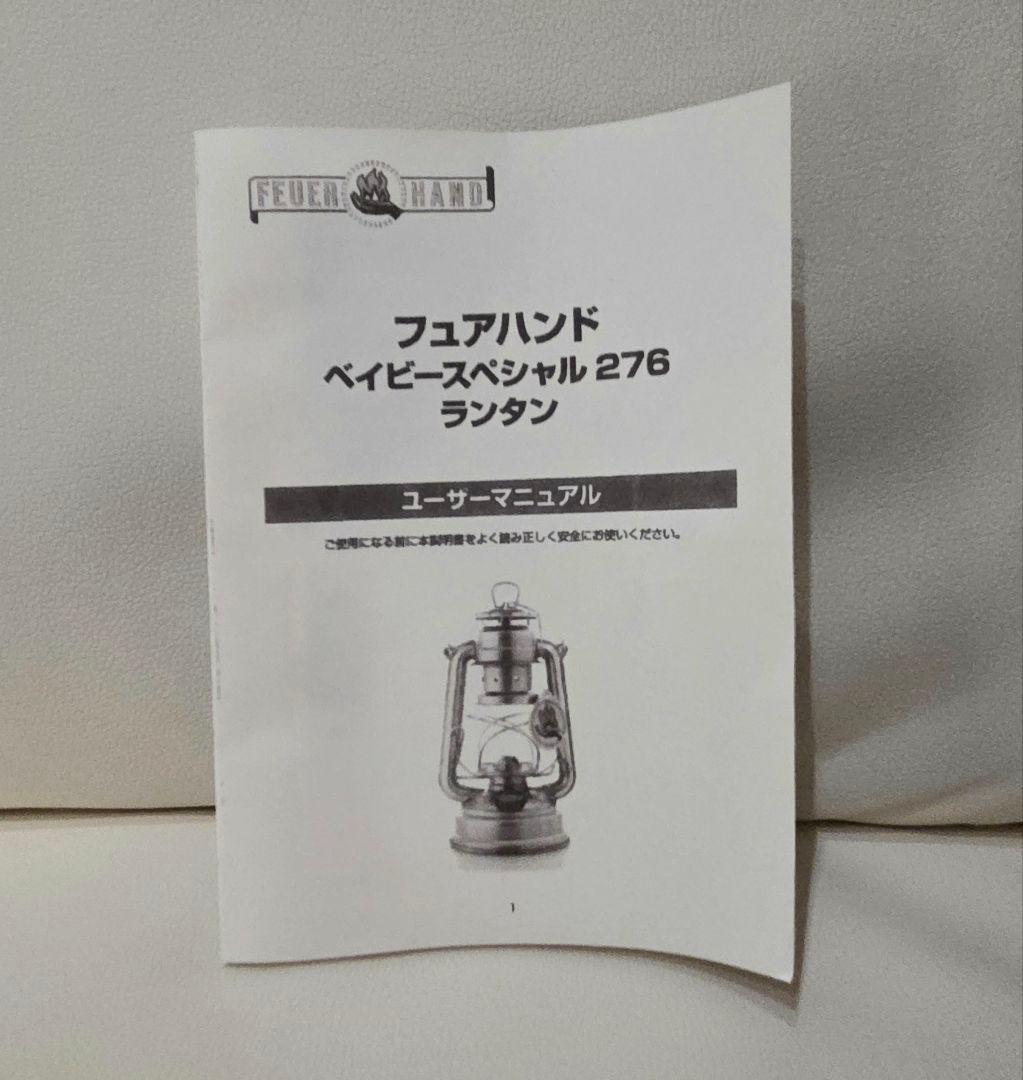 FEUER HAND
フュアハンド
ベイビースペシャル 276
ランタン
ユーザーマニュアル
ご使用になる前に本説明書をよく読み正しく安全にお使いください。
1